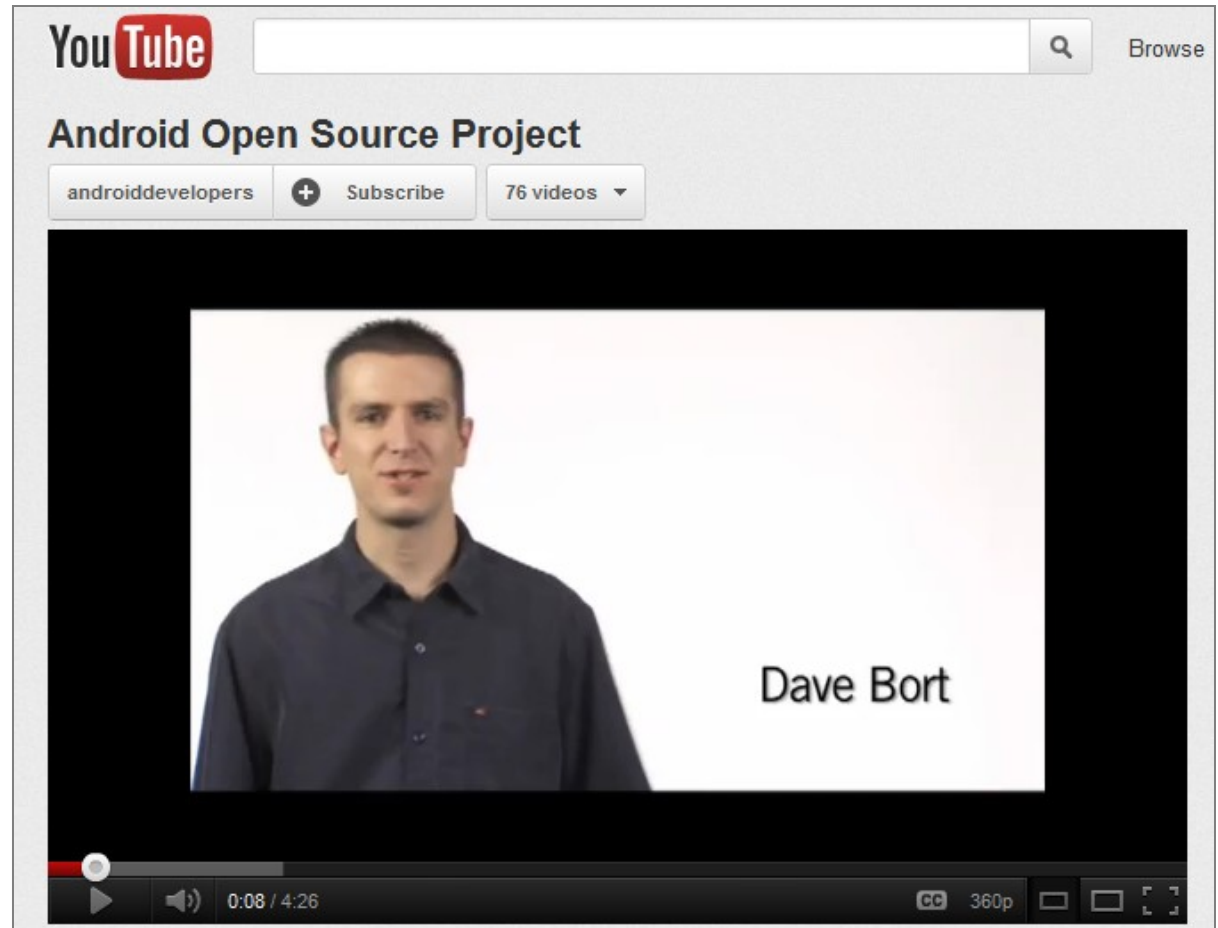 YouTube
Browse
Android Open Source Project
androiddevelopers Subscribe 76 videos
Dave Bort
0:08 / 4:26 CC 360p